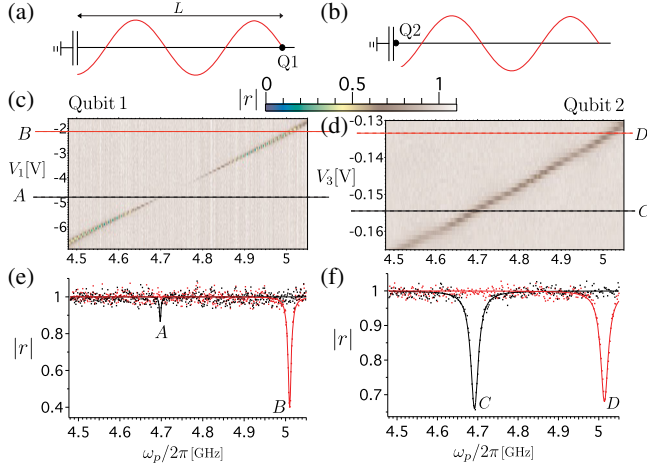 (a)
L
Q1
(b)
Q2
|r|
0
0.5
1
(c)
Qubit 1
B
A
V₁[V]
-2
-3
-4
-5
-6
4.5
4.6
4.7
4.8
4.9
5
(d)
Qubit 2
D
C
V₃[V]
-0.13
-0.14
-0.15
-0.16
4.5
4.6
4.7
4.8
4.9
5
(e)
|r|
1
0.8
0.6
0.4
A
B
4.5
4.6
4.7
4.8
4.9
5
ωₚ/2π [GHz]
(f)
|r|
1
0.9
0.8
0.7
C
D
4.5
4.6
4.7
4.8
4.9
5
ωₚ/2π [GHz]